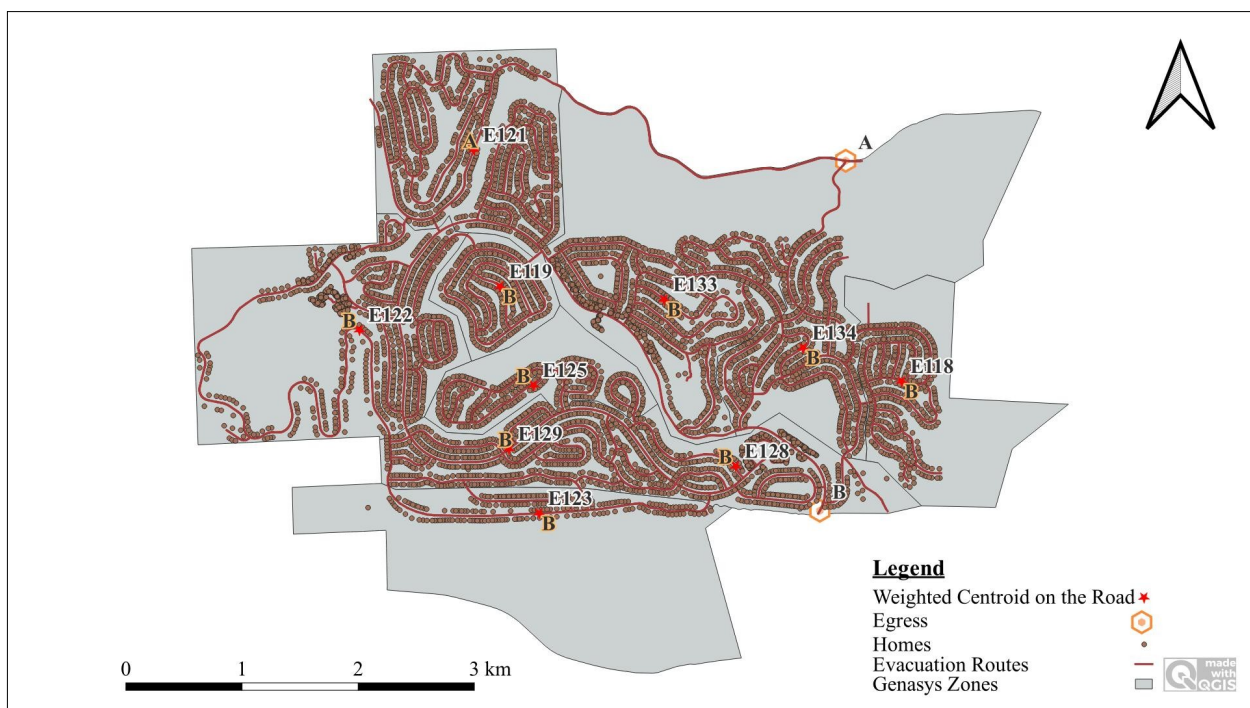 E121
A
A
E119
B
E133
B
E122
B
E134
B
E118
B
E125
B
E129
B
E128
B
B
E123
B
Legend
Weighted Centroid on the Road
Egress
Homes
Evacuation Routes
Genasys Zones
0 1 2 3 km
made
with
QGIS